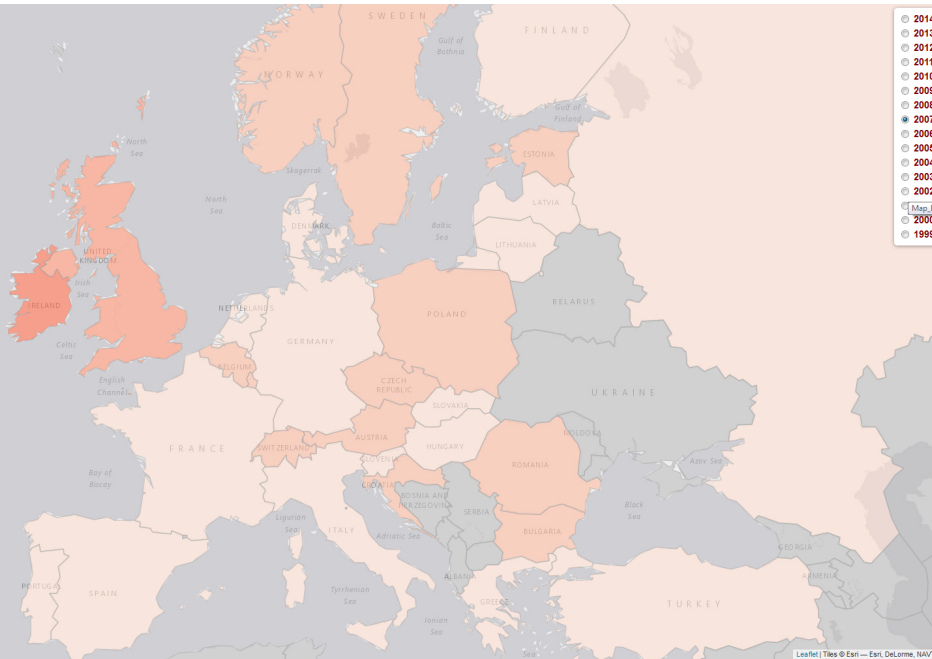 SWEDEN
FINLAND
Gulf of
Bothnia
NORWAY
Gulf of
Finland
North
Sea
ESTONIA
Skagerrak
LATVIA
North
Sea
Baltic
Sea
DENMARK
LITHUANIA
UNITED
KINGDOM
Irish
Sea
IRELAND
NETHERLANDS
BELARUS
POLAND
Celtic
Sea
GERMANY
BELGIUM
English
Channel
CZECH
REPUBLIC
UKRAINE
SLOVAKIA
AUSTRIA
MOLDOVA
FRANCE
SWITZERLAND
HUNGARY
SLOVENIA
ROMANIA
Azov Sea
Bay of
Biscay
CROATIA
BOSNIA AND
HERZEGOVINA
SERBIA
Black
Sea
Ligurian
Sea
ITALY
Adriatic Sea
BULGARIA
GEORGIA
PORTUGAL
SPAIN
ALBANIA
ARMENIA
Tyrrhenian
Sea
GREECE
TURKEY
Ionian
Sea
Sea
2014
2013
2012
2011
2010
2009
2008
2007
2006
2005
2004
2003
2002
Map_
2000
1999
Leaflet | Tiles © Esri — Esri, DeLorme, NAV